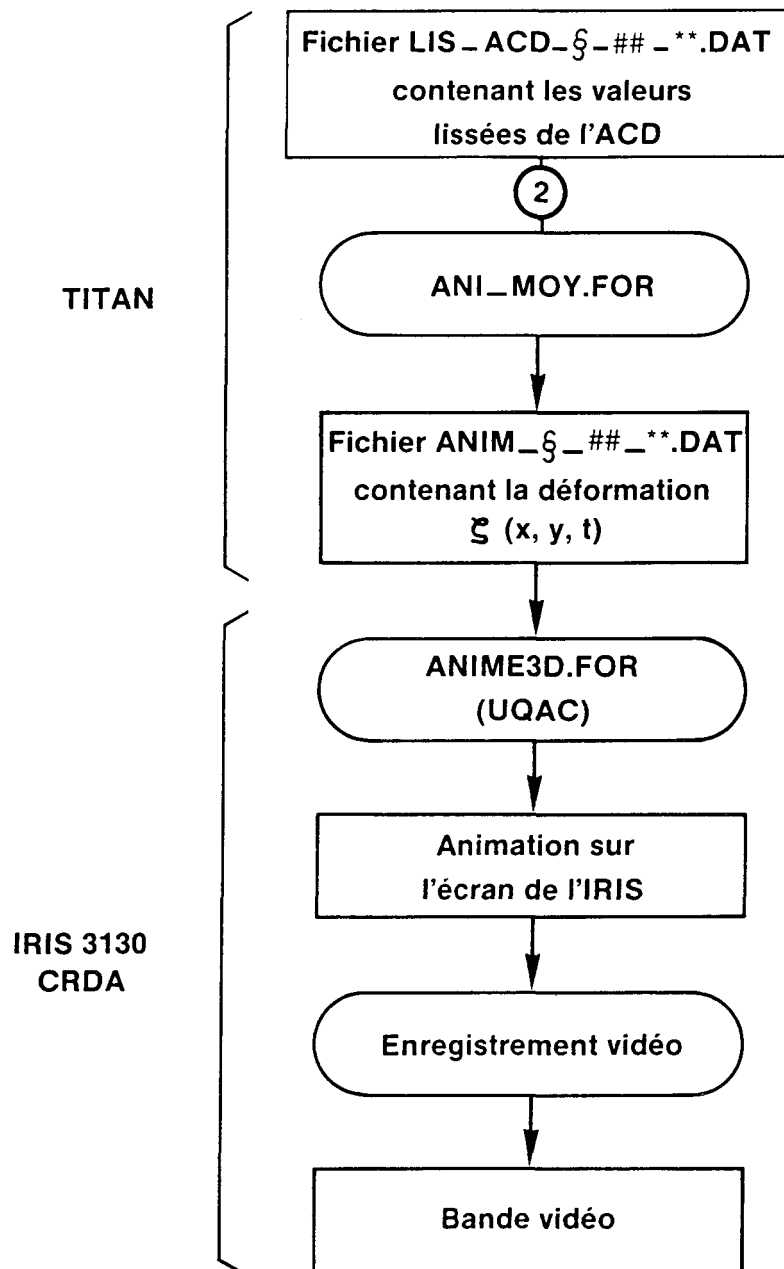 Fichier LIS_ACD_§_##_**.DAT
contenant les valeurs
lissées de l'ACD
2
TITAN
ANI_MOY.FOR
Fichier ANIM_§_##_**.DAT
contenant la déformation
ξ (x, y, t)
ANIME3D.FOR
(UQAC)
Animation sur
l'écran de l'IRIS
IRIS 3130
CRDA
Enregistrement vidéo
Bande vidéo